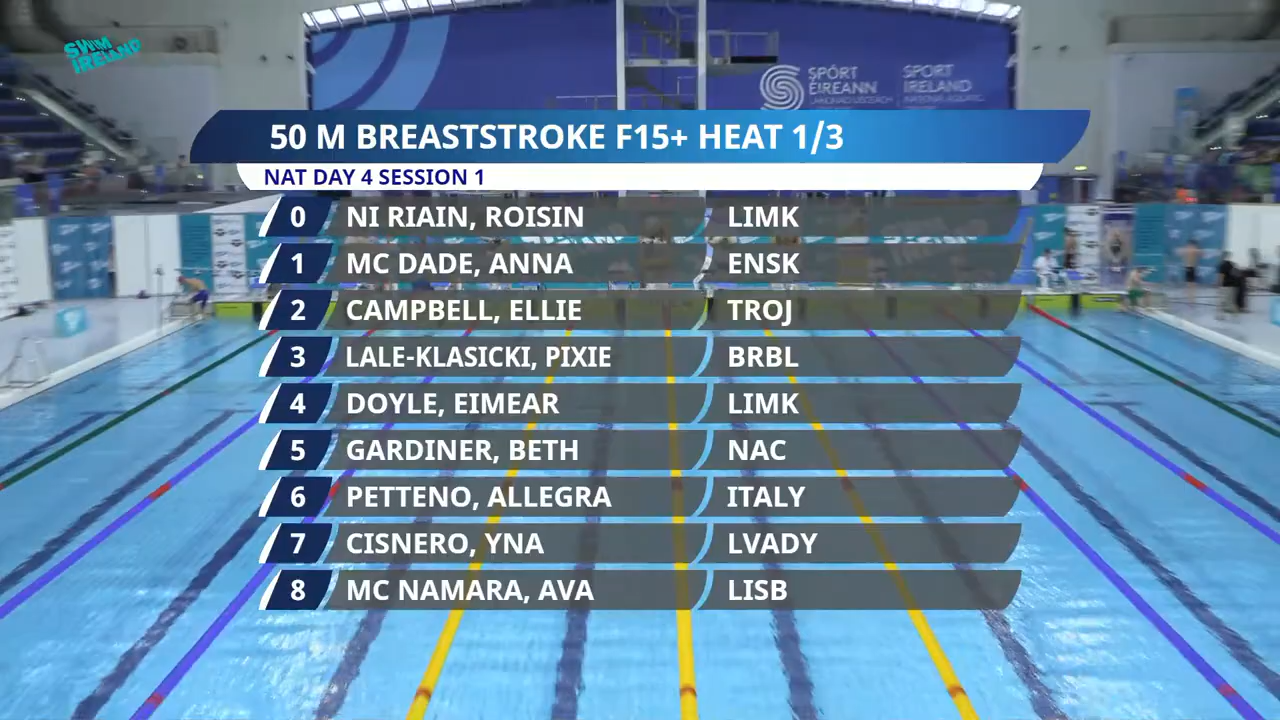 SWIM
IRELAND
SPÓRT
ÉIREANN
SPORT
IRELAND
50 M BREASTSTROKE F15+ HEAT 1/3
NAT DAY 4 SESSION 1
0 NI RIAIN, ROISIN LIMK
1 MC DADE, ANNA ENSK
2 CAMPBELL, ELLIE TROJ
3 LALE-KLASICKI, PIXIE BRBL
4 DOYLE, EIMEAR LIMK
5 GARDINER, BETH NAC
6 PETTENO, ALLEGRA ITALY
7 CISNERO, YNA LVADY
8 MC NAMARA, AVA LISB